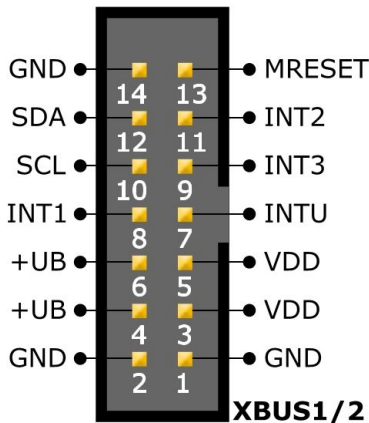 GND MRESET
14 13
SDA INT2
12 11
SCL INT3
10 9
INT1 INTU
8 7
+UB VDD
6 5
+UB VDD
4 3
GND GND
2 1
XBUS1/2